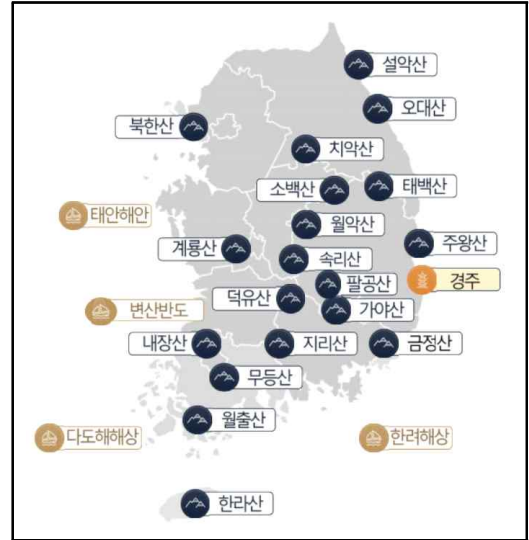 설악산
오대산
북한산
치악산
소백산
태백산
태안해안
월악산
계룡산
주왕산
속리산
팔공산
경주
덕유산
변산반도
가야산
내장산
지리산
금정산
무등산
월출산
다도해해상
한려해상
한라산